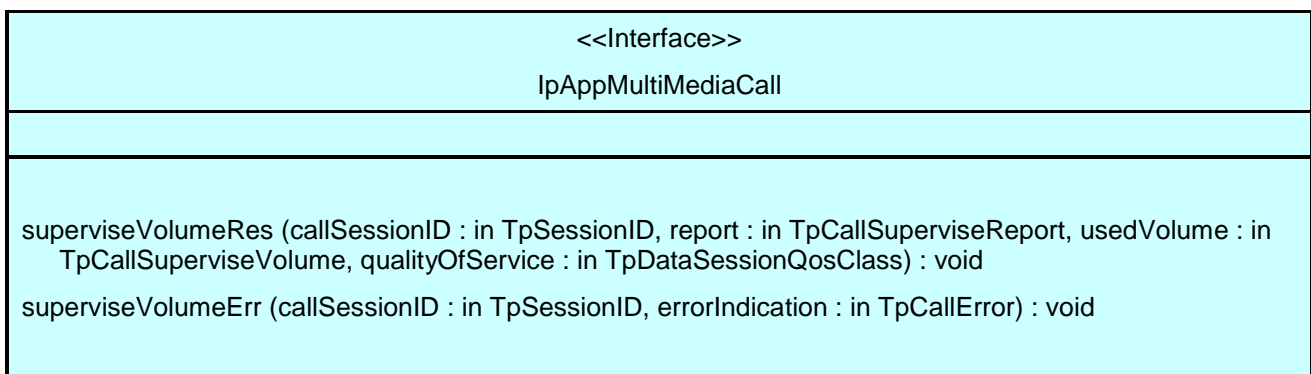 <<Interface>>
IpAppMultiMediaCall
superviseVolumeRes (callSessionID : in TpSessionID, report : in TpCallSuperviseReport, usedVolume : in
TpCallSuperviseVolume, qualityOfService : in TpDataSessionQosClass) : void
superviseVolumeErr (callSessionID : in TpSessionID, errorIndication : in TpCallError) : void